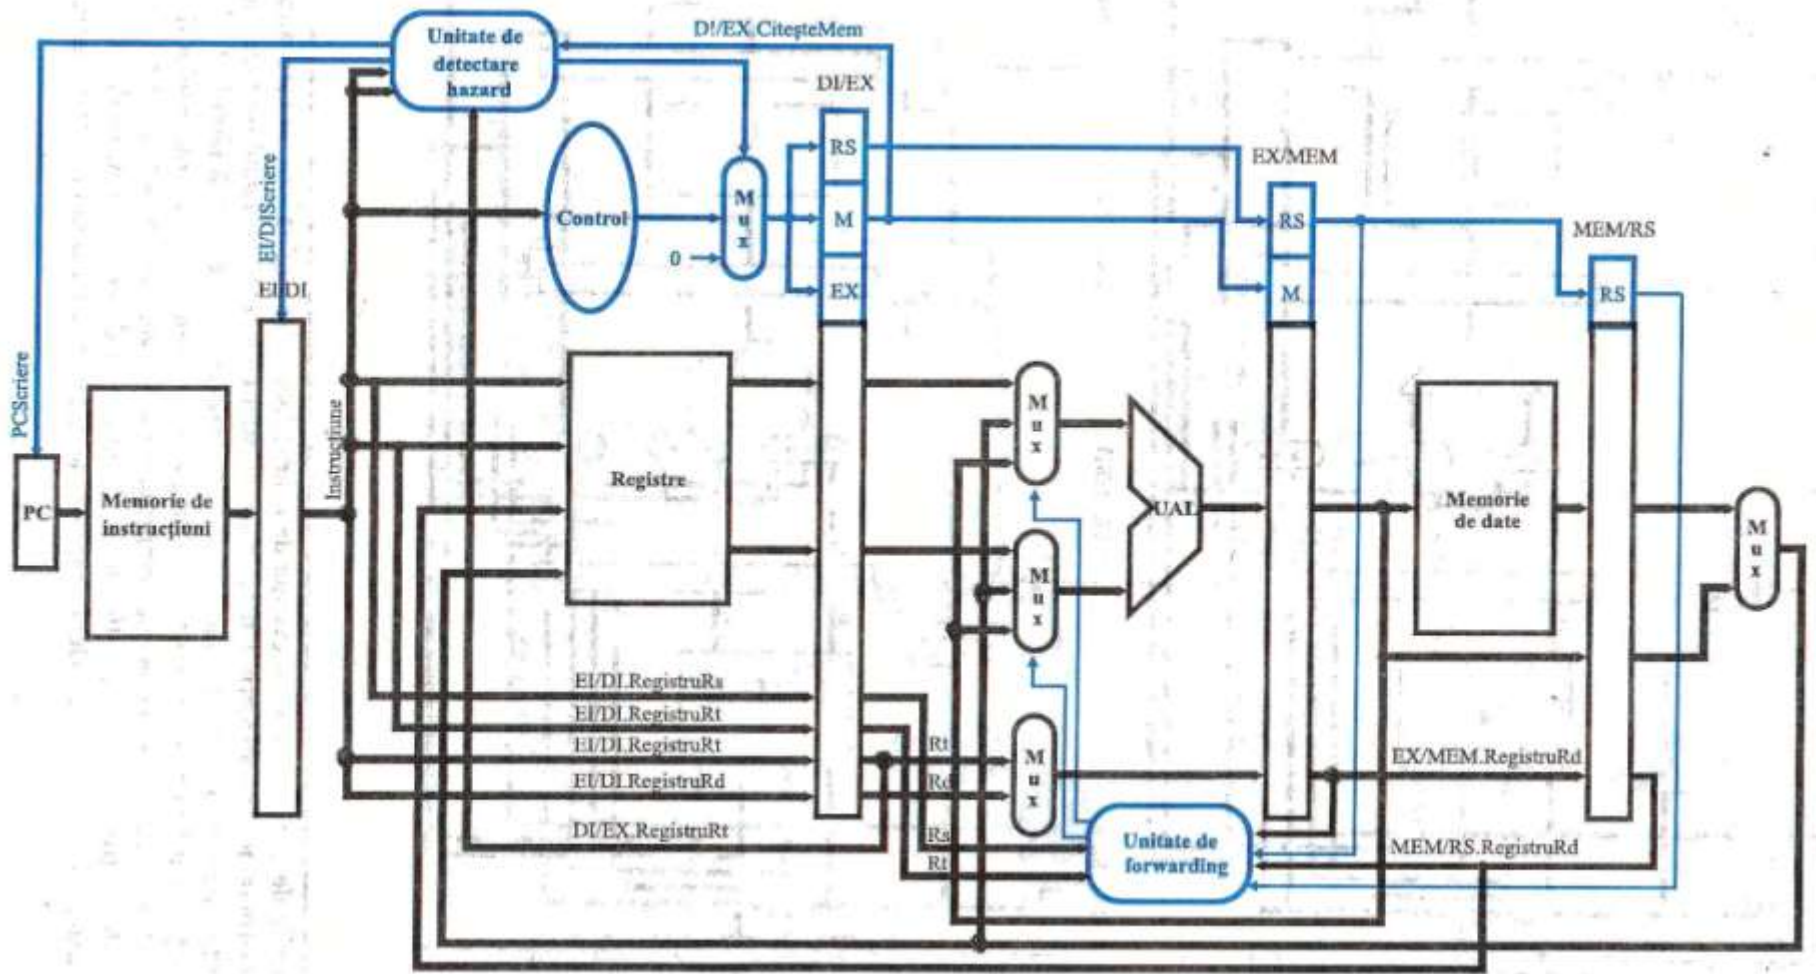 Unitate de
detectare
hazard
D!/EX.CiteșteMem
DI/EX
RS
M
EX
Control
M
u
x
0
EX/MEM
RS
M
MEM/RS
RS
PCScriere
EI/DIScriere
EI/DI
Instrucțiune
PC
Memorie de
instrucțiuni
Registre
M
u
x
M
u
x
UAL
Memorie
de date
M
u
x
EI/DI.RegistruRs
EI/DI.RegistruRt
EI/DI.RegistruRt
EI/DI.RegistruRd
DI/EX.RegistruRt
Rt
Rd
Rs
Rt
M
u
x
Unitate de
forwarding
EX/MEM.RegistruRd
MEM/RS.RegistruRd